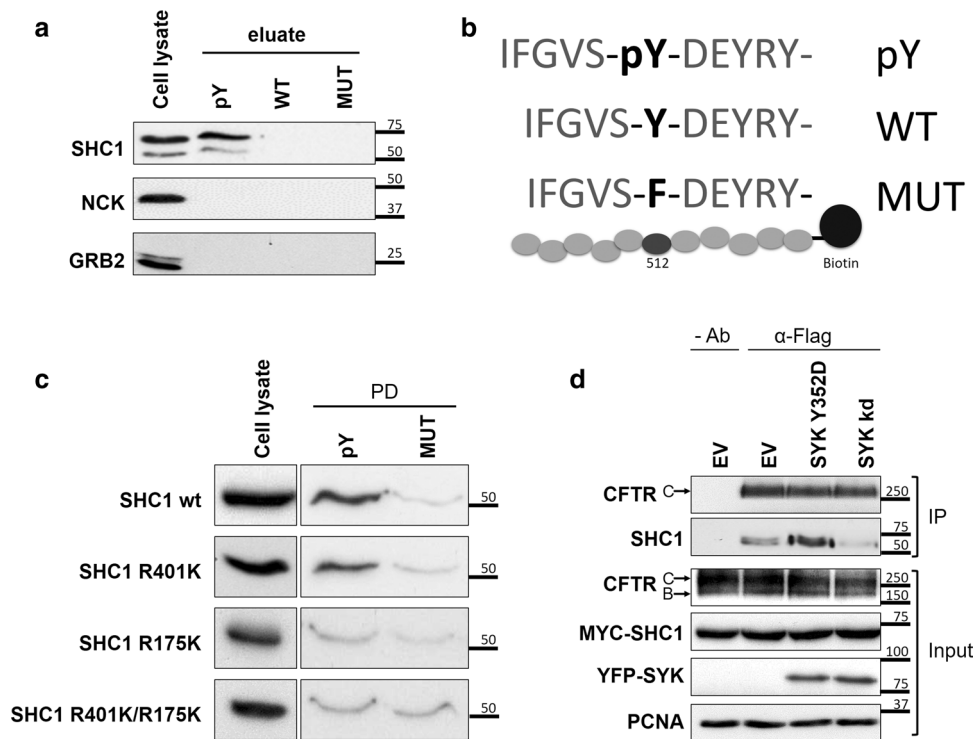 a
Cell lysate
eluate
pY
WT
MUT
SHC1
75
50
NCK
50
37
GRB2
25
b
IFGVS-pY-DEYRY- pY
IFGVS-Y-DEYRY- WT
IFGVS-F-DEYRY- MUT
512
Biotin
c
Cell lysate
PD
pY
MUT
SHC1 wt
50
SHC1 R401K
50
SHC1 R175K
50
SHC1 R401K/R175K
50
d
- Ab
α-Flag
EV
EV
SYK Y352D
SYK kd
CFTR C
250
SHC1
75
50
IP
CFTR C
B
250
150
MYC-SHC1
75
YFP-SYK
100
75
PCNA
37
Input